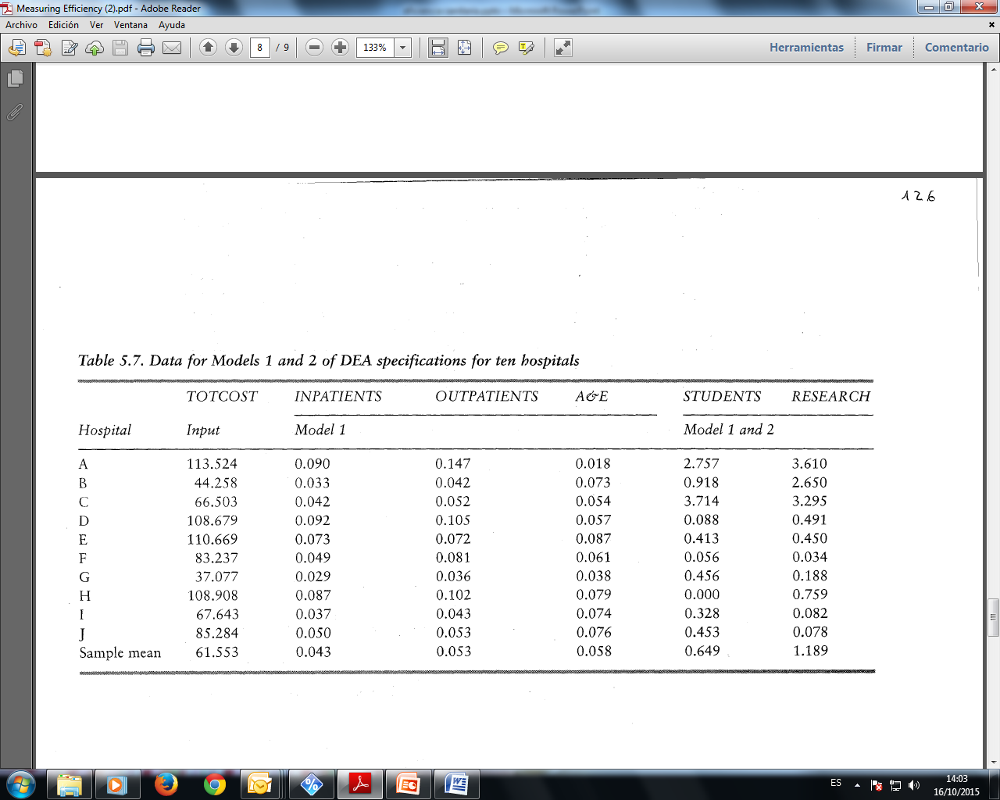 Measuring Efficiency (2).pdf - Adobe Reader
Archivo Edición Ver Ventana Ayuda
8 / 9 133% Herramientas Firmar Comentario
126
Table 5.7. Data for Models 1 and 2 of DEA specifications for ten hospitals
TOTCOST INPATIENTS OUTPATIENTS A&E STUDENTS RESEARCH
Hospital Input Model 1 Model 1 and 2
A 113.524 0.090 0.147 0.018 2.757 3.610
B 44.258 0.033 0.042 0.073 0.918 2.650
C 66.503 0.042 0.052 0.054 3.714 3.295
D 108.679 0.092 0.105 0.057 0.088 0.491
E 110.669 0.073 0.072 0.087 0.413 0.450
F 83.237 0.049 0.081 0.061 0.056 0.034
G 37.077 0.029 0.036 0.038 0.456 0.188
H 108.908 0.087 0.102 0.079 0.000 0.759
I 67.643 0.037 0.043 0.074 0.328 0.082
J 85.284 0.050 0.053 0.076 0.453 0.078
Sample mean 61.553 0.043 0.053 0.058 0.649 1.189
ES 14:03
16/10/2015